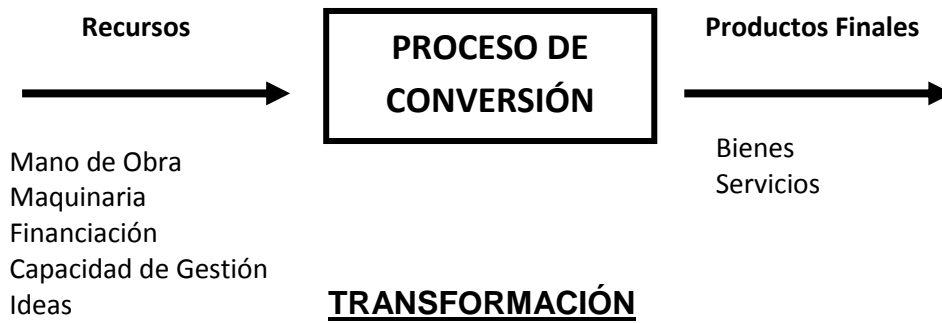 Recursos
PROCESO DE
CONVERSIÓN
Productos Finales
Mano de Obra
Maquinaria
Financiación
Capacidad de Gestión
Ideas
Bienes
Servicios
TRANSFORMACIÓN